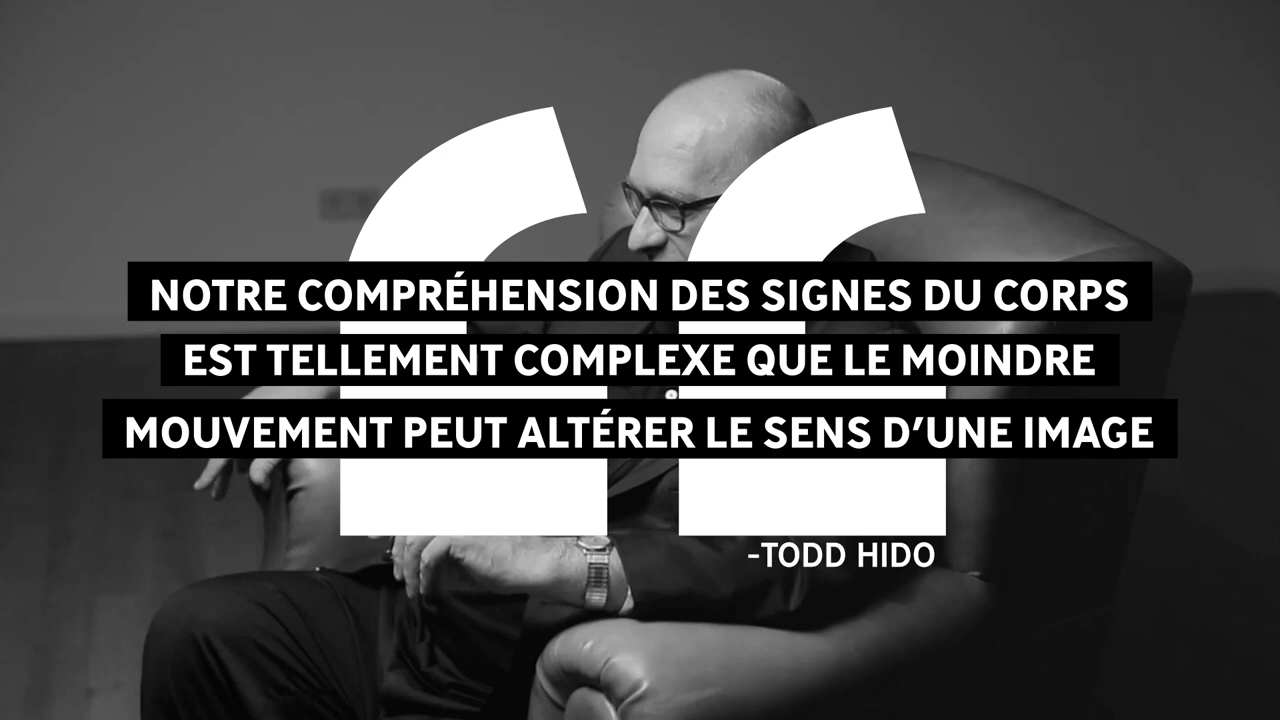 NOTRE COMPRÉHENSION DES SIGNES DU CORPS
EST TELLEMENT COMPLEXE QUE LE MOINDRE
MOUVEMENT PEUT ALTÉRER LE SENS D’UNE IMAGE
-TODD HIDO